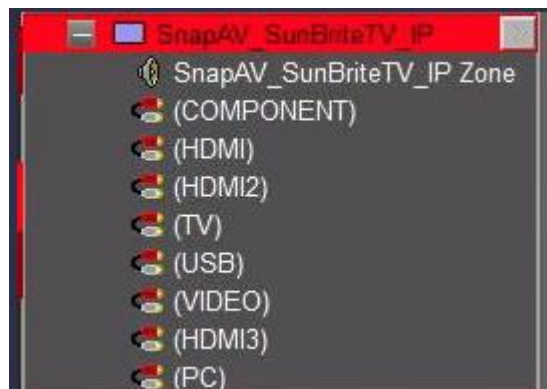 SnapAV_SunBriteTV_IP
SnapAV_SunBriteTV_IP Zone
(COMPONENT)
(HDMI)
(HDMI2)
(TV)
(USB)
(VIDEO)
(HDMI3)
(PC)